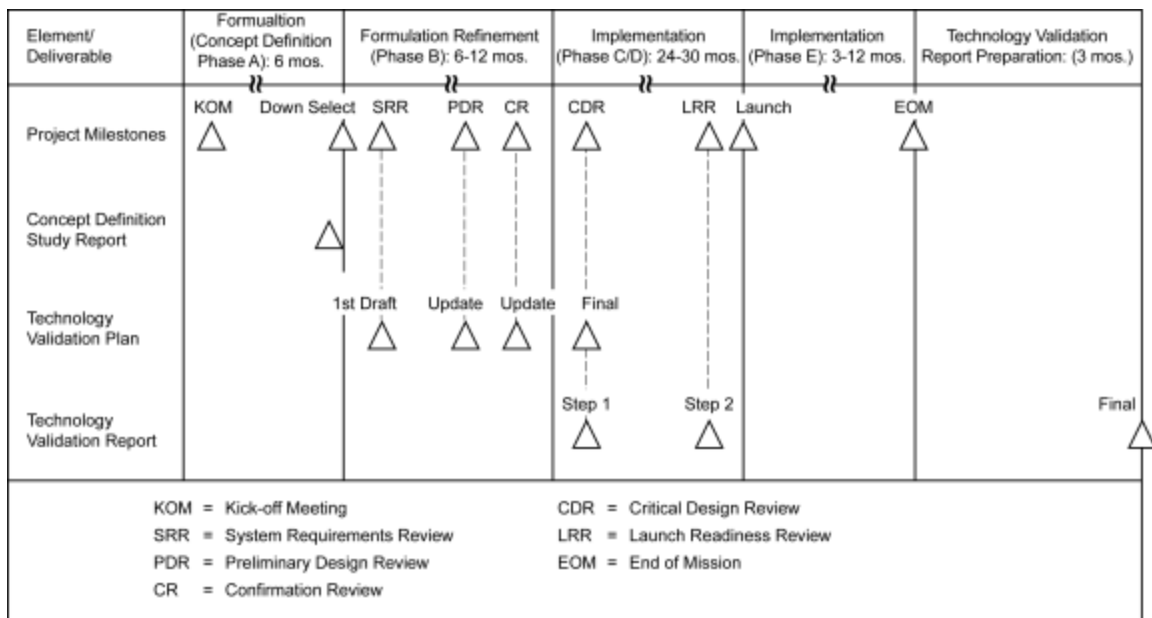 Element/
Deliverable
Formualtion
(Concept Definition
Phase A): 6 mos.
Formulation Refinement
(Phase B): 6-12 mos.
Implementation
(Phase C/D): 24-30 mos.
Implementation
(Phase E): 3-12 mos.
Technology Validation
Report Preparation: (3 mos.)
Project Milestones
KOM
Down Select
SRR
PDR
CR
CDR
LRR
Launch
EOM
Concept Definition
Study Report
Technology
Validation Plan
1st Draft
Update
Update
Final
Technology
Validation Report
Step 1
Step 2
Final
KOM = Kick-off Meeting
SRR = System Requirements Review
PDR = Preliminary Design Review
CR = Confirmation Review
CDR = Critical Design Review
LRR = Launch Readiness Review
EOM = End of Mission